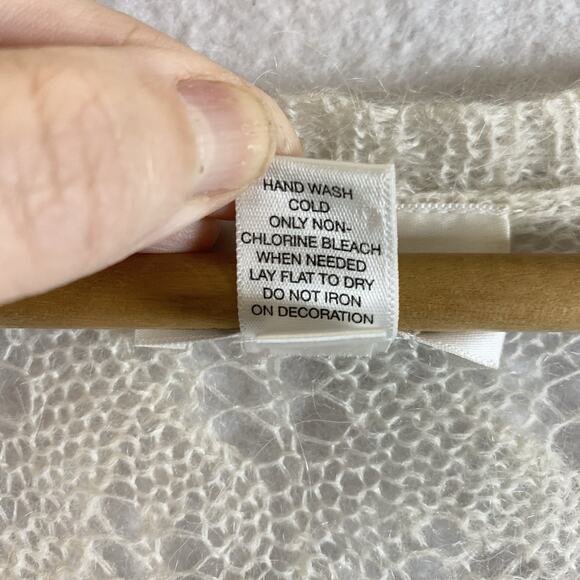 HAND WASH
COLD
ONLY NON-
CHLORINE BLEACH
WHEN NEEDED
LAY FLAT TO DRY
DO NOT IRON
ON DECORATION